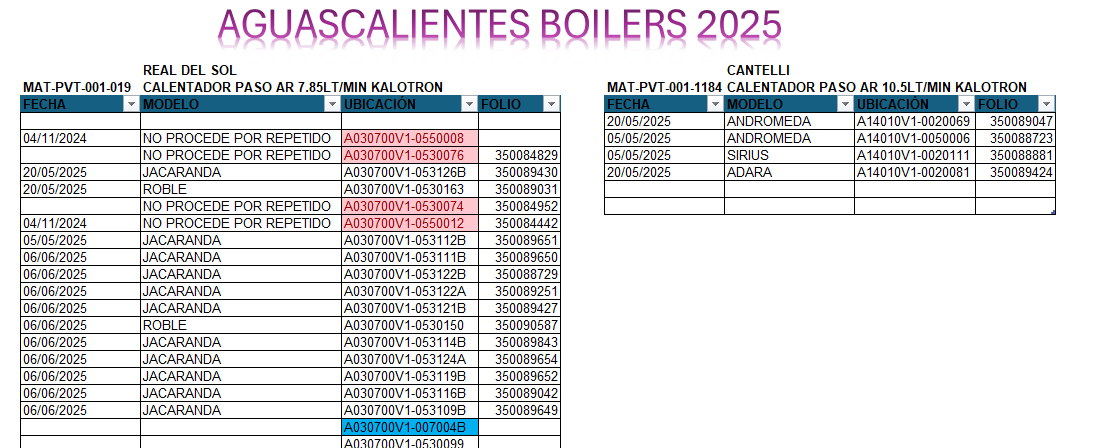 AGUASCALIENTES BOILERS 2025
REAL DEL SOL
MAT-PVT-001-019 CALENTADOR PASO AR 7.85LT/MIN KALOTRON
FECHA MODELO UBICACIÓN FOLIO
04/11/2024 NO PROCEDE POR REPETIDO A030700V1-0550008
NO PROCEDE POR REPETIDO A030700V1-0530076 350084829
20/05/2025 JACARANDA A030700V1-053126B 350089430
20/05/2025 ROBLE A030700V1-0530163 350089031
NO PROCEDE POR REPETIDO A030700V1-0530074 350084952
04/11/2024 NO PROCEDE POR REPETIDO A030700V1-0550012 350084442
05/05/2025 JACARANDA A030700V1-053112B 350089651
06/06/2025 JACARANDA A030700V1-053111B 350089650
06/06/2025 JACARANDA A030700V1-053122B 350088729
06/06/2025 JACARANDA A030700V1-053122A 350089251
06/06/2025 JACARANDA A030700V1-053121B 350089427
06/06/2025 ROBLE A030700V1-0530150 350090587
06/06/2025 JACARANDA A030700V1-053114B 350089843
06/06/2025 JACARANDA A030700V1-053124A 350089654
06/06/2025 JACARANDA A030700V1-053119B 350089652
06/06/2025 JACARANDA A030700V1-053116B 350089042
06/06/2025 JACARANDA A030700V1-053109B 350089649
A030700V1-007004B
A030700V1-0530099
CANTELLI
MAT-PVT-001-1184 CALENTADOR PASO AR 10.5LT/MIN KALOTRON
FECHA MODELO UBICACIÓN FOLIO
20/05/2025 ANDROMEDA A14010V1-0020069 350089047
05/05/2025 ANDROMEDA A14010V1-0050006 350088723
05/05/2025 SIRIUS A14010V1-0020111 350088881
20/05/2025 ADARA A14010V1-0020081 350089424